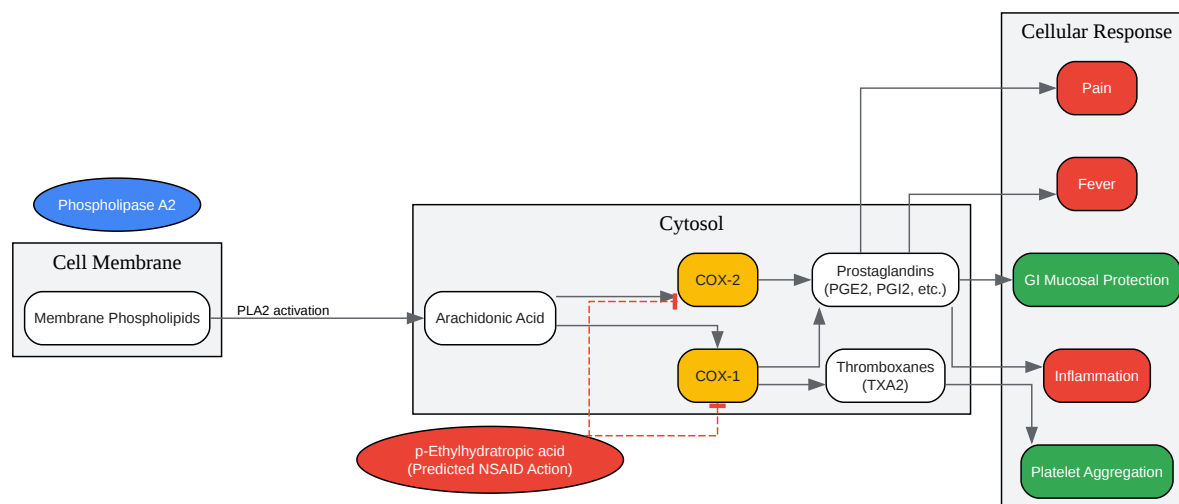 Cellular Response
Pain
Fever
Phospholipase A2
Cytosol
Cell Membrane
COX-2
Prostaglandins
(PGE2, PGI2, etc.)
GI Mucosal Protection
Membrane Phospholipids
PLA2 activation
Arachidonic Acid
COX-1
Thromboxanes
(TXA2)
Inflammation
p-Ethylhydratropic acid
(Predicted NSAID Action)
Platelet Aggregation